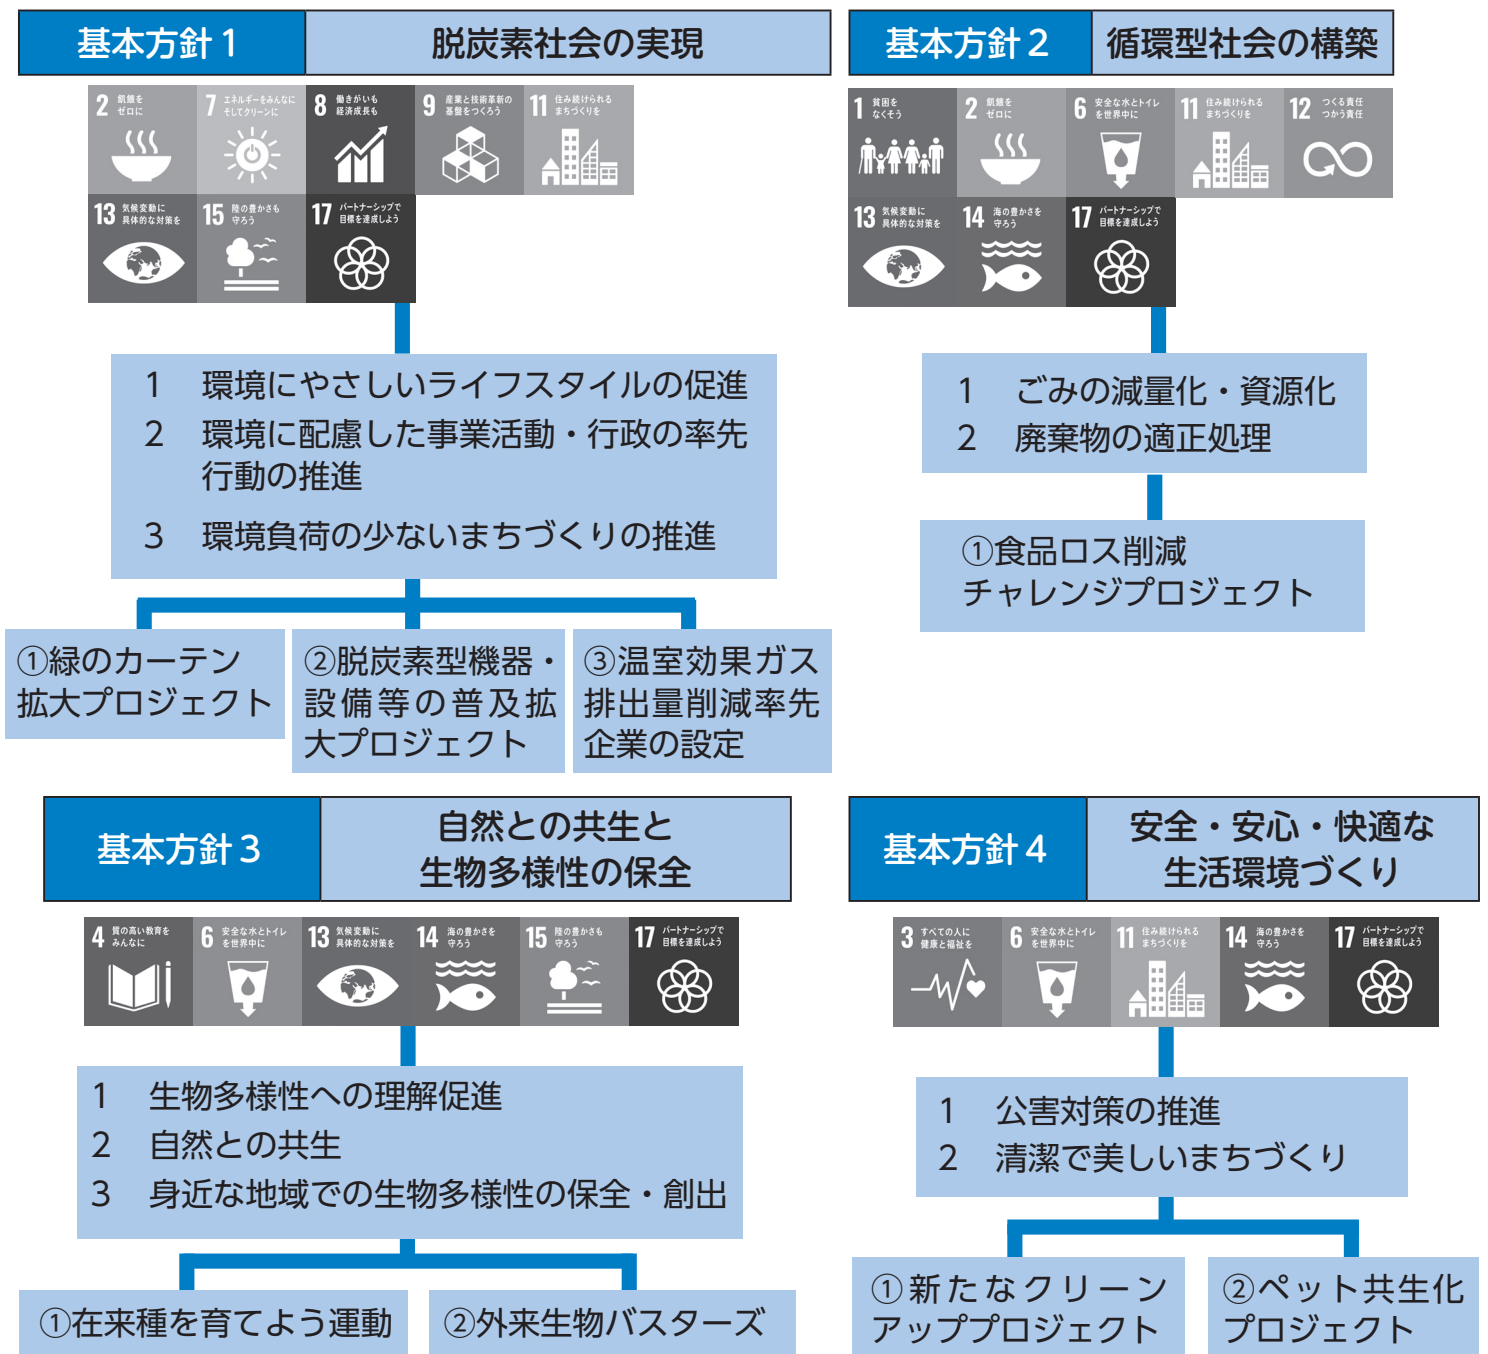 基本方針1
脱炭素社会の実現
2 飢餓を
ゼロに
7 エネルギーをみんなに
そしてクリーンに
8 働きがいも
経済成長も
9 産業と技術革新の
基盤をつくろう
11 住み続けられる
まちづくりを
13 気候変動に
具体的な対策を
15 陸の豊かさも
守ろう
17 パートナーシップで
目標を達成しよう
1 環境にやさしいライフスタイルの促進
2 環境に配慮した事業活動・行政の率先
行動の推進
3 環境負荷の少ないまちづくりの推進
①緑のカーテン
拡大プロジェクト
②脱炭素型機器・
設備等の普及拡
大プロジェクト
③温室効果ガス
排出量削減率先
企業の設定
基本方針2
循環型社会の構築
1 貧困を
なくそう
2 飢餓を
ゼロに
6 安全な水とトイレ
を世界中に
11 住み続けられる
まちづくりを
12 つくる責任
つかう責任
13 気候変動に
具体的な対策を
14 海の豊かさを
守ろう
17 パートナーシップで
目標を達成しよう
1 ごみの減量化・資源化
2 廃棄物の適正処理
①食品ロス削減
チャレンジプロジェクト
基本方針3
自然との共生と
生物多様性の保全
4 質の高い教育を
みんなに
6 安全な水とトイレ
を世界中に
13 気候変動に
具体的な対策を
14 海の豊かさを
守ろう
15 陸の豊かさも
守ろう
17 パートナーシップで
目標を達成しよう
1 生物多様性への理解促進
2 自然との共生
3 身近な地域での生物多様性の保全・創出
①在来種を育てよう運動
②外来生物バスターズ
基本方針4
安全・安心・快適な
生活環境づくり
3 すべての人に
健康と福祉を
6 安全な水とトイレ
を世界中に
11 住み続けられる
まちづくりを
14 海の豊かさを
守ろう
17 パートナーシップで
目標を達成しよう
1 公害対策の推進
2 清潔で美しいまちづくり
①新たなクリーン
アッププロジェクト
②ペット共生化
プロジェクト